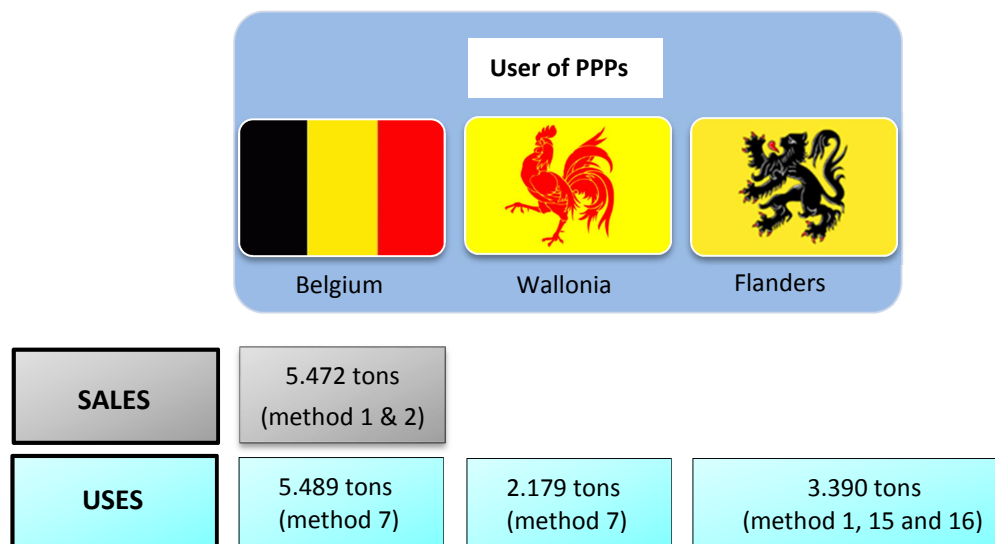 User of PPPs
Belgium
Wallonia
Flanders
SALES
5.472 tons
(method 1 & 2)
USES
5.489 tons
(method 7)
2.179 tons
(method 7)
3.390 tons
(method 1, 15 and 16)